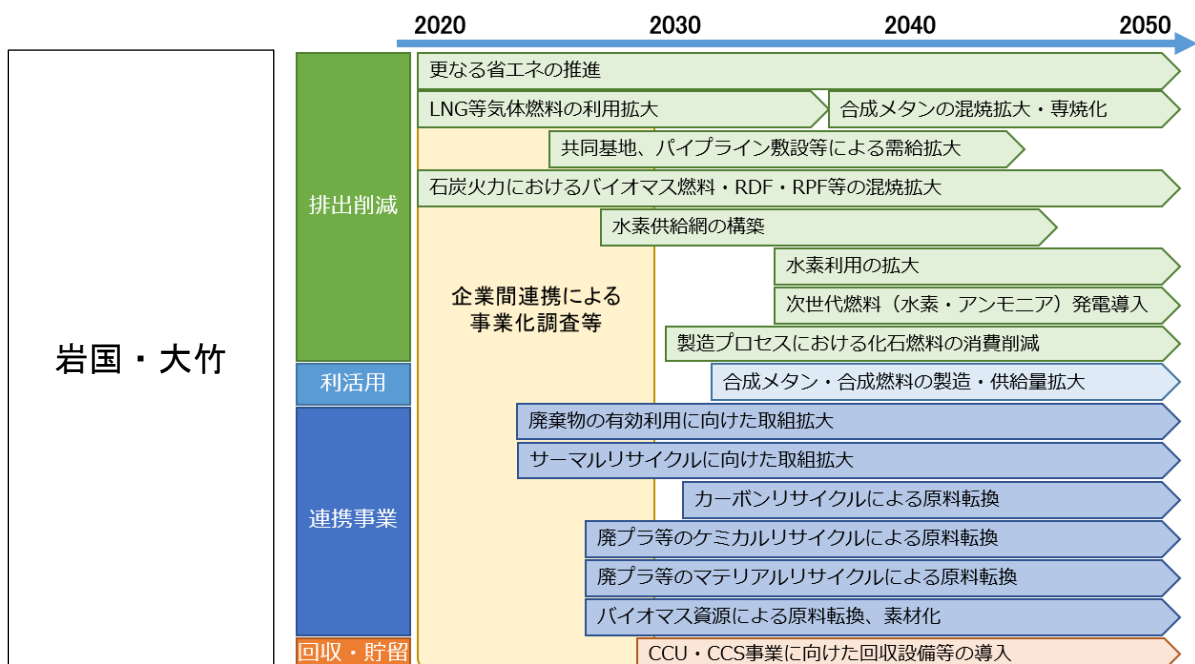 2020 2030 2040 2050
岩国・大竹
排出削減
更なる省エネの推進
LNG等気体燃料の利用拡大
合成メタンの混焼拡大・専焼化
共同基地、パイプライン敷設等による需給拡大
石炭火力におけるバイオマス燃料・RDF・RPF等の混焼拡大
水素供給網の構築
水素利用の拡大
次世代燃料（水素・アンモニア）発電導入
製造プロセスにおける化石燃料の消費削減
企業間連携による
事業化調査等
利活用
合成メタン・合成燃料の製造・供給量拡大
連携事業
廃棄物の有効利用に向けた取組拡大
サーマルリサイクルに向けた取組拡大
カーボンリサイクルによる原料転換
廃プラ等のケミカルリサイクルによる原料転換
廃プラ等のマテリアルリサイクルによる原料転換
バイオマス資源による原料転換、素材化
回収・貯留
CCU・CCS事業に向けた回収設備等の導入